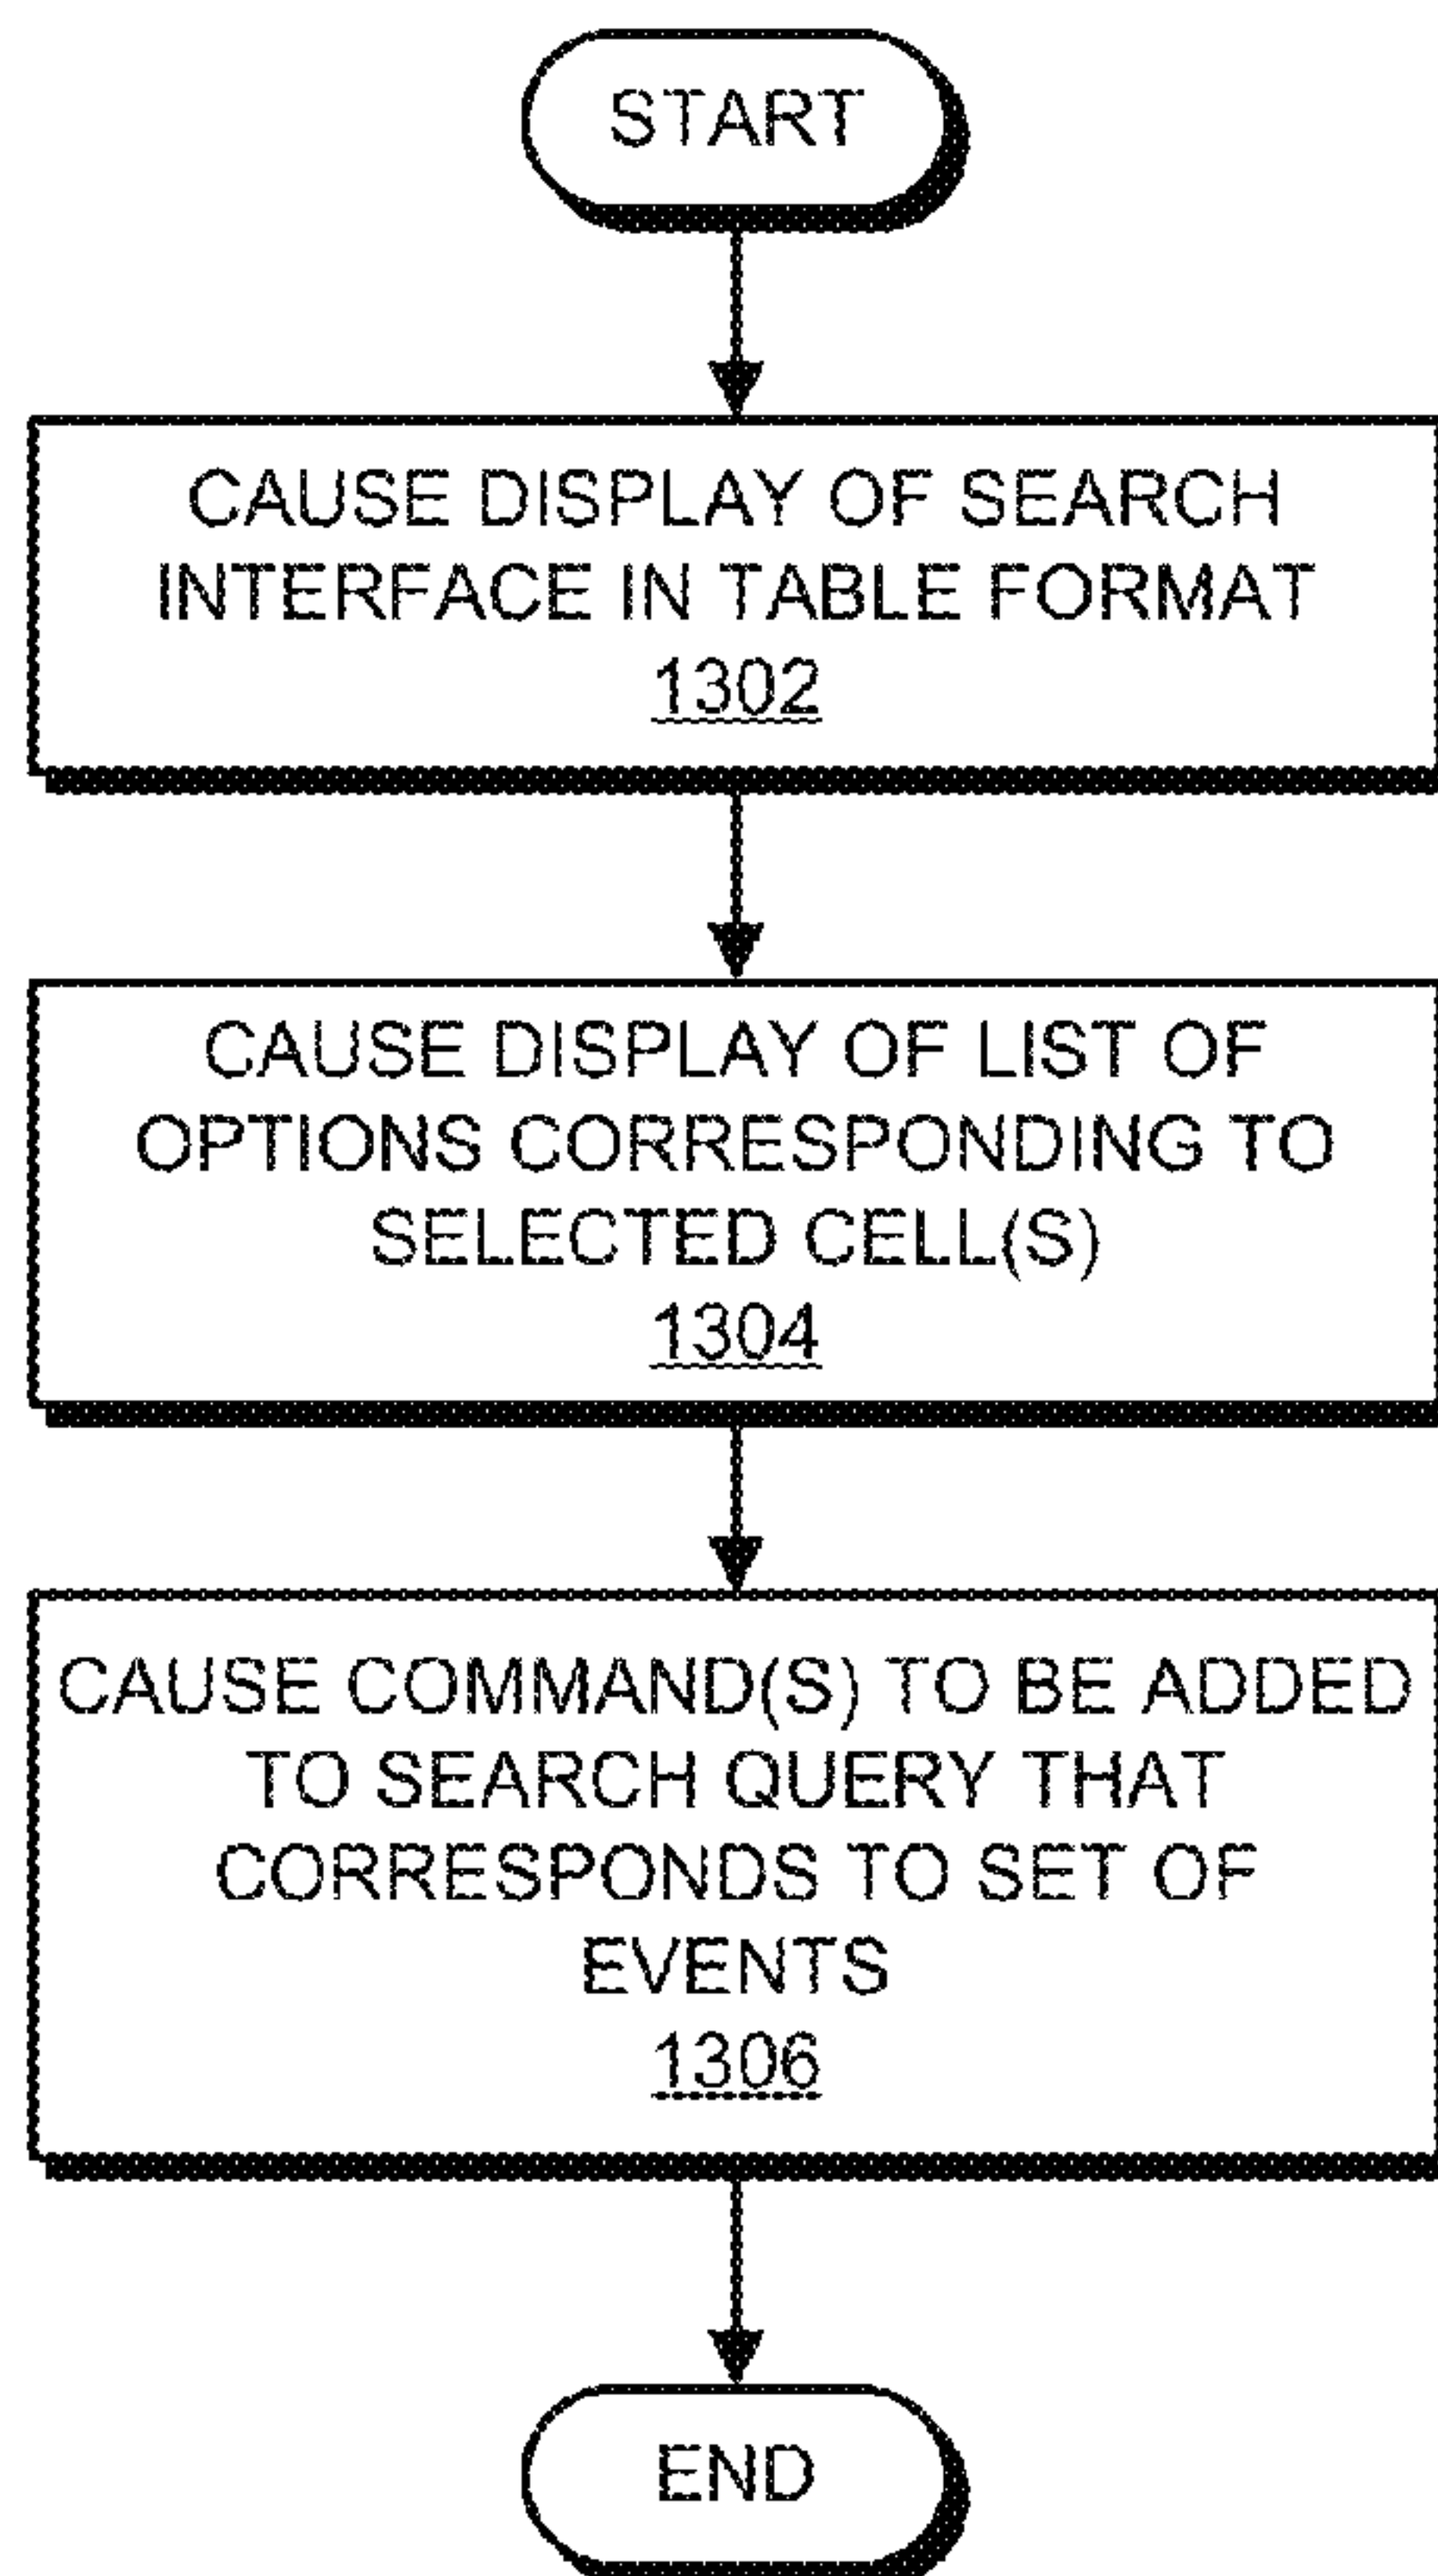 START
CAUSE DISPLAY OF SEARCH
INTERFACE IN TABLE FORMAT
1302
CAUSE DISPLAY OF LIST OF
OPTIONS CORRESPONDING TO
SELECTED CELL(S)
1304
CAUSE COMMAND(S) TO BE ADDED
TO SEARCH QUERY THAT
CORRESPONDS TO SET OF
EVENTS
1306
END